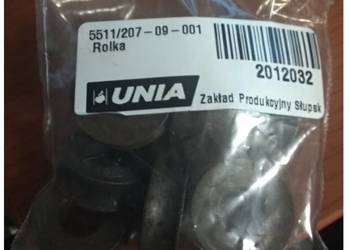 5511/207-09-001
Rolka
2012032
UNIA
Zakład Produkcyjny Słupsk